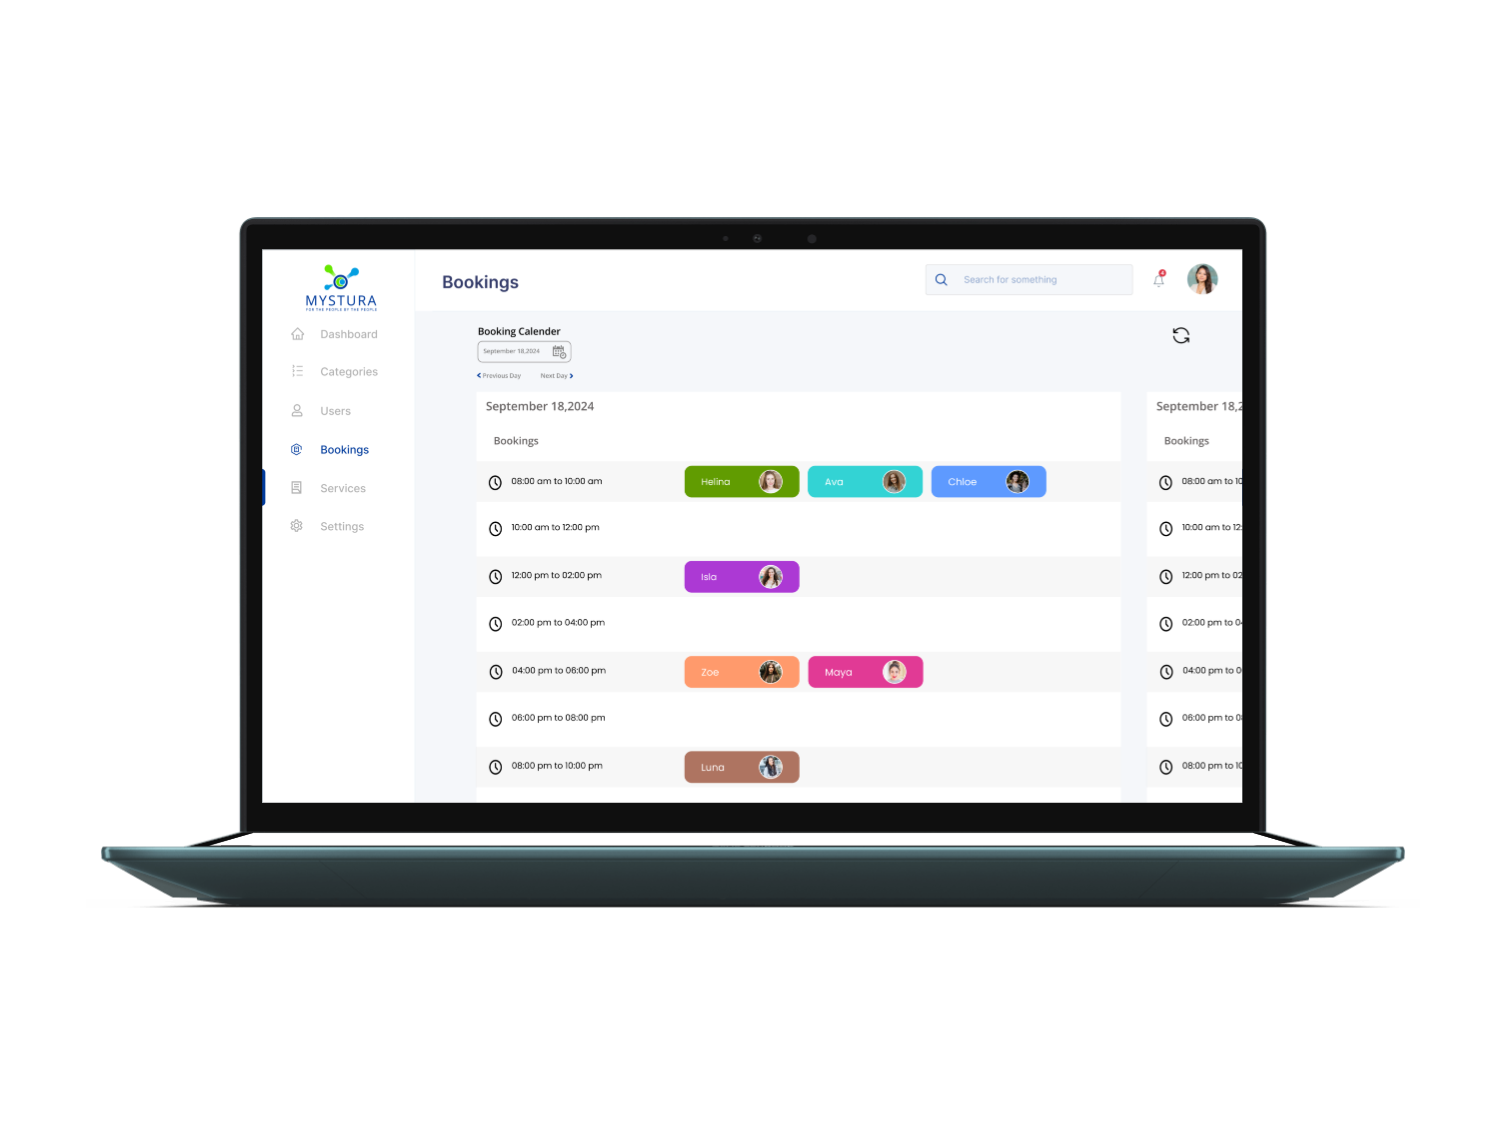 MYSTURA
FOR THE PEOPLE BY THE PEOPLE
Dashboard
Categories
Users
Bookings
Services
Settings
Bookings
Search for something
Booking Calender
September 18,2024
Previous Day Next Day
September 18,2024
Bookings
08:00 am to 10:00 am Helina Ava Chloe
10:00 am to 12:00 pm
12:00 pm to 02:00 pm Isla
02:00 pm to 04:00 pm
04:00 pm to 06:00 pm Zoe Maya
06:00 pm to 08:00 pm
08:00 pm to 10:00 pm Luna
September 18,2
Bookings
08:00 am to 10
10:00 am to 12:
12:00 pm to 02
02:00 pm to 0
04:00 pm to 0
06:00 pm to 0
08:00 pm to 10